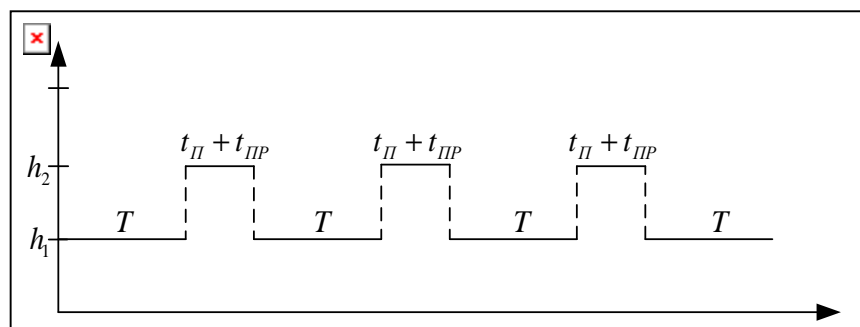 t_П + t_ПР t_П + t_ПР t_П + t_ПР
h_2
T T T T
h_1